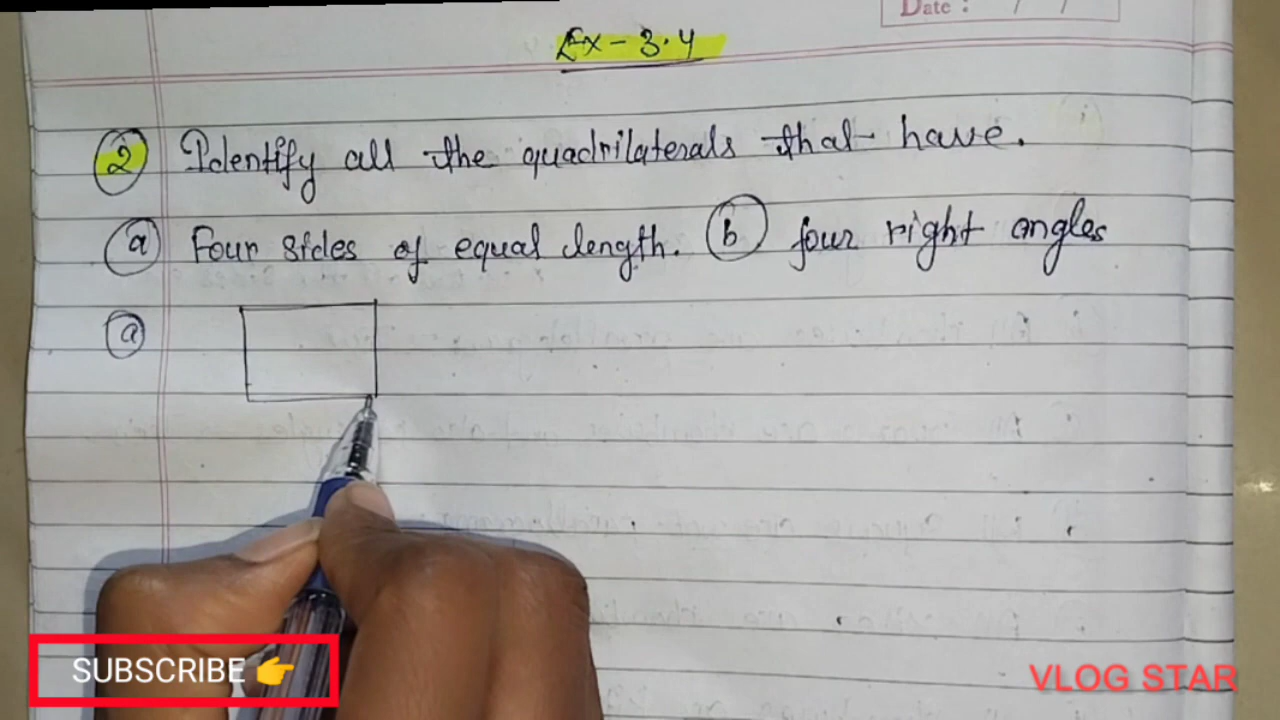 Date : / /
Ex - 3.4
2 Identify all the quadrilaterals that have.
a Four sides of equal length. b four right angles
a
SUBSCRIBE 👉
VLOG STAR